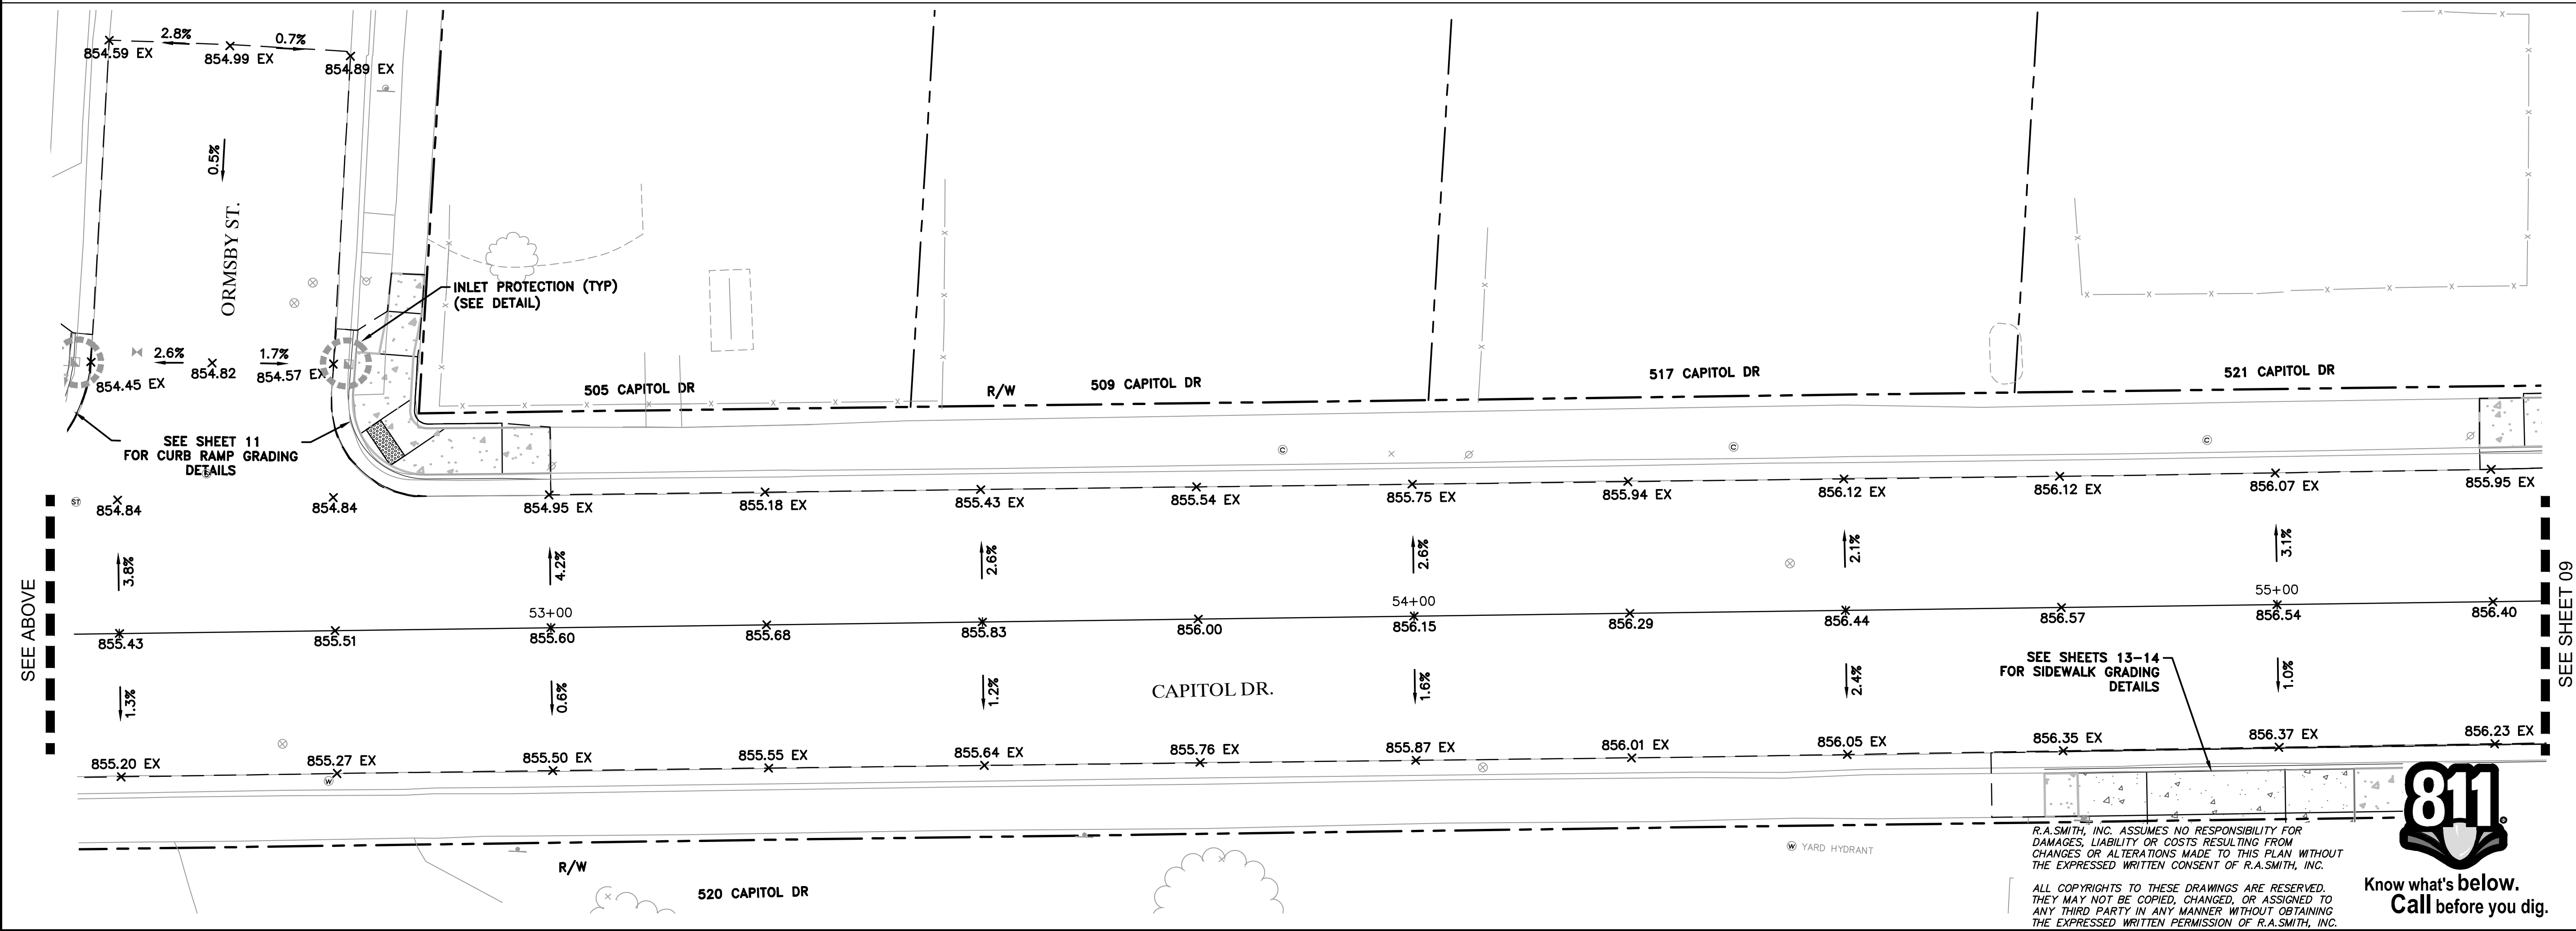 2.8%
0.7%
854.59 EX
854.99 EX
854.89 EX
0.5%
ORMSBY ST.
INLET PROTECTION (TYP)
(SEE DETAIL)
2.6%
1.7%
854.45 EX
854.82
854.57 EX
505 CAPITOL DR
R/W
509 CAPITOL DR
517 CAPITOL DR
521 CAPITOL DR
SEE SHEET 11
FOR CURB RAMP GRADING
DETAILS
S
C
C
C
ST
854.84
854.84
854.95 EX
855.18 EX
855.43 EX
855.54 EX
855.75 EX
855.94 EX
856.12 EX
856.12 EX
856.07 EX
855.95 EX
SEE ABOVE
3.8%
4.2%
2.6%
2.6%
2.1%
3.1%
SEE SHEET 09
53+00
54+00
55+00
855.43
855.51
855.60
855.68
855.83
856.00
856.15
856.29
856.44
856.57
856.54
856.40
1.3%
0.6%
1.2%
CAPITOL DR.
1.6%
2.4%
1.0%
SEE SHEETS 13-14
FOR SIDEWALK GRADING
DETAILS
855.20 EX
855.27 EX
855.50 EX
855.55 EX
855.64 EX
855.76 EX
855.87 EX
856.01 EX
856.05 EX
856.35 EX
856.37 EX
856.23 EX
W
R/W
520 CAPITOL DR
W YARD HYDRANT
R.A.SMITH, INC. ASSUMES NO RESPONSIBILITY FOR
DAMAGES, LIABILITY OR COSTS RESULTING FROM
CHANGES OR ALTERATIONS MADE TO THIS PLAN WITHOUT
THE EXPRESSED WRITTEN CONSENT OF R.A.SMITH, INC.
ALL COPYRIGHTS TO THESE DRAWINGS ARE RESERVED.
THEY MAY NOT BE COPIED, CHANGED, OR ASSIGNED TO
ANY THIRD PARTY IN ANY MANNER WITHOUT OBTAINING
THE EXPRESSED WRITTEN PERMISSION OF R.A.SMITH, INC.
811
Know what's below.
Call before you dig.